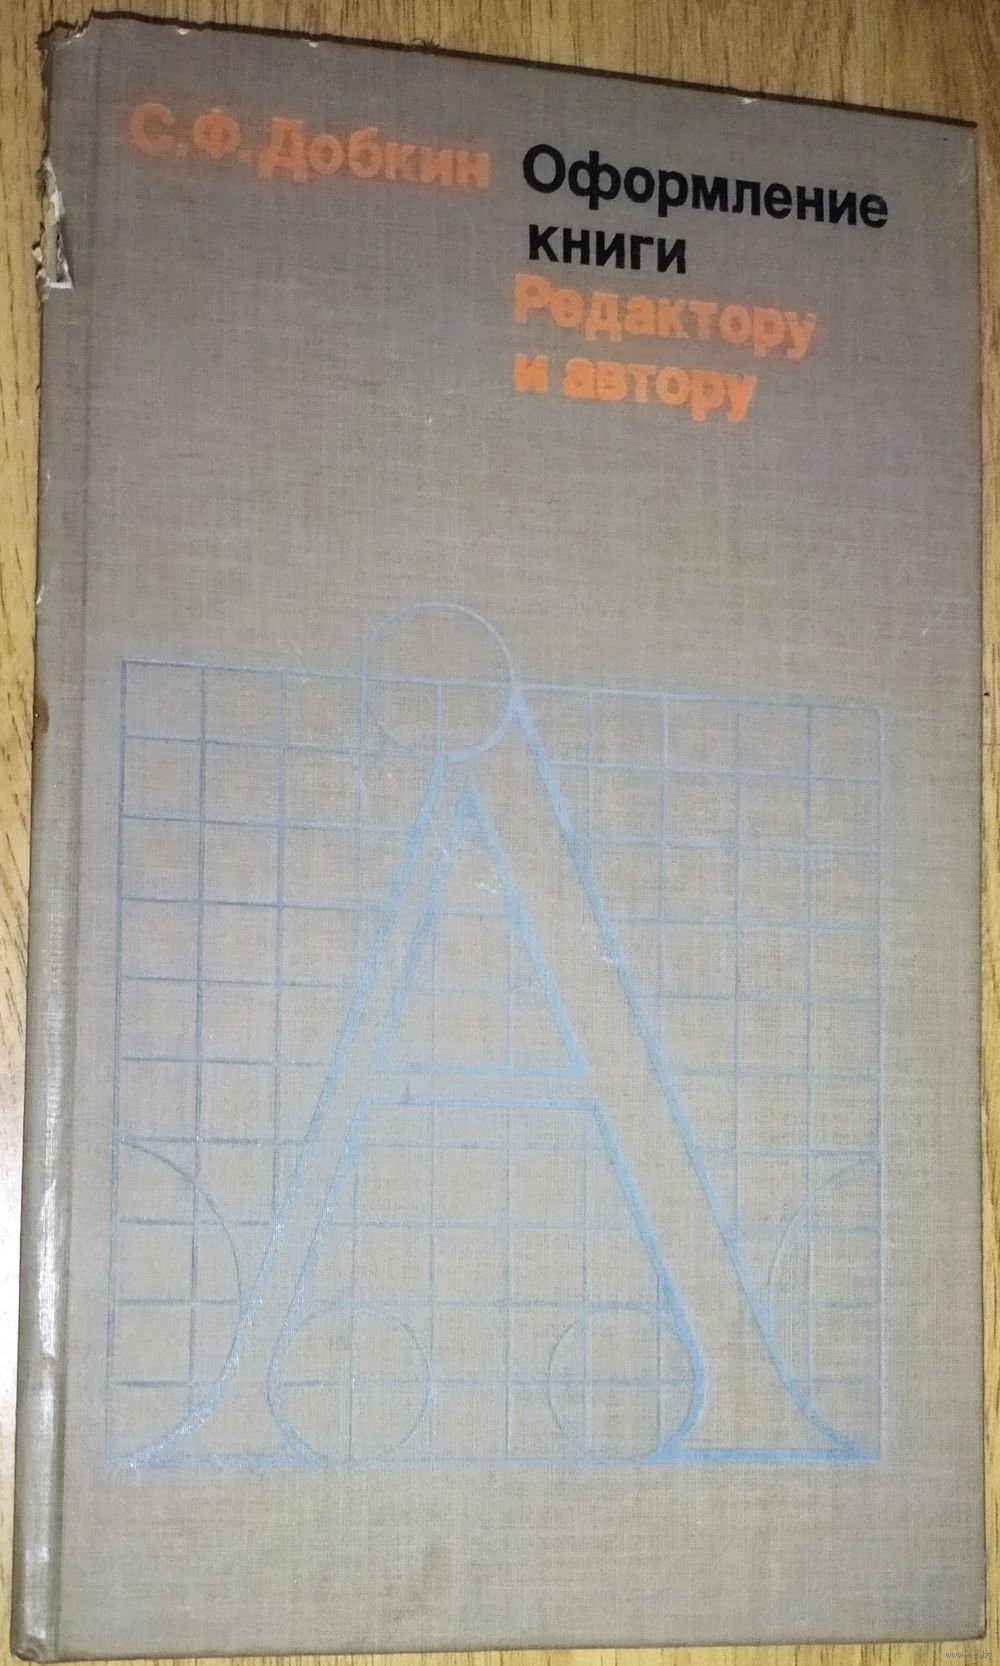 С.Ф. Добкин
Оформление
книги
Редактору
и автору
А